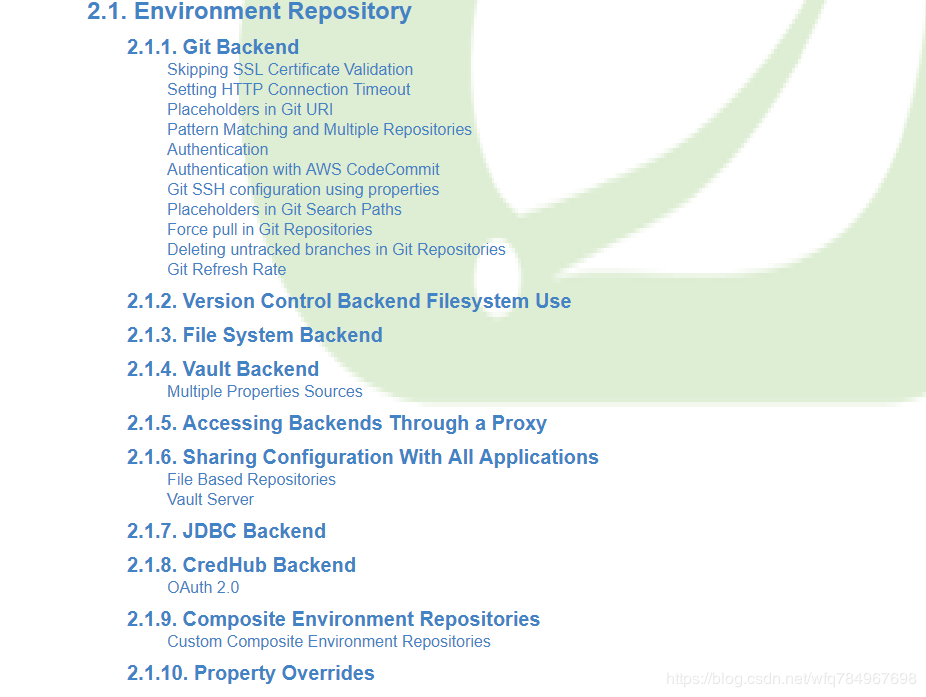 2.1. Environment Repository
2.1.1. Git Backend
Skipping SSL Certificate Validation
Setting HTTP Connection Timeout
Placeholders in Git URI
Pattern Matching and Multiple Repositories
Authentication
Authentication with AWS CodeCommit
Git SSH configuration using properties
Placeholders in Git Search Paths
Force pull in Git Repositories
Deleting untracked branches in Git Repositories
Git Refresh Rate
2.1.2. Version Control Backend Filesystem Use
2.1.3. File System Backend
2.1.4. Vault Backend
Multiple Properties Sources
2.1.5. Accessing Backends Through a Proxy
2.1.6. Sharing Configuration With All Applications
File Based Repositories
Vault Server
2.1.7. JDBC Backend
2.1.8. CredHub Backend
OAuth 2.0
2.1.9. Composite Environment Repositories
Custom Composite Environment Repositories
2.1.10. Property Overrides
https://blog.csdn.net/wfq784967698